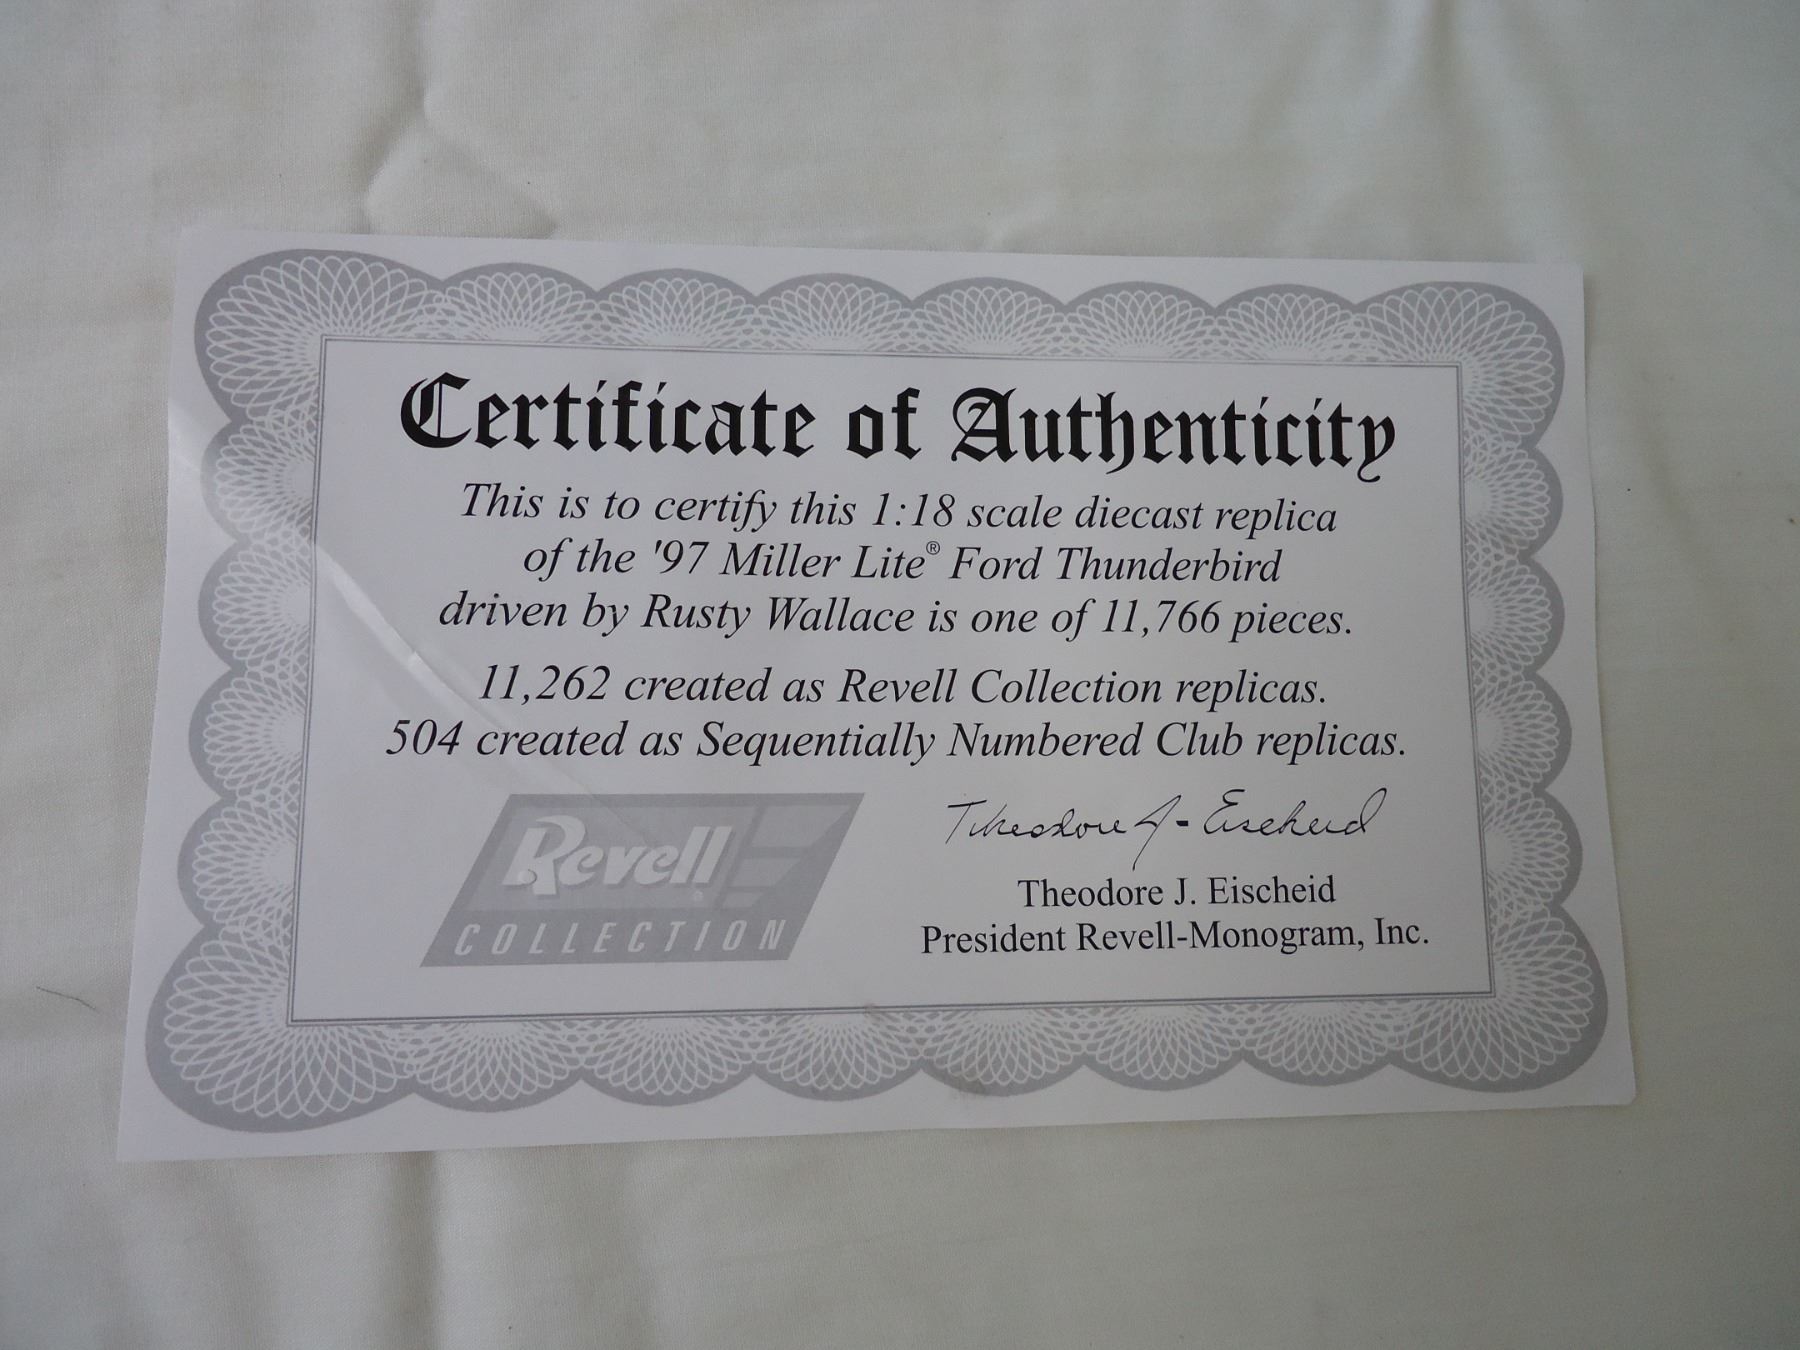 Certificate of Authenticity
This is to certify this 1:18 scale diecast replica
of the '97 Miller Lite® Ford Thunderbird
driven by Rusty Wallace is one of 11,766 pieces.
11,262 created as Revell Collection replicas.
504 created as Sequentially Numbered Club replicas.
Revell
COLLECTION
Theodore J. Eischeid
Theodore J. Eischeid
President Revell-Monogram, Inc.